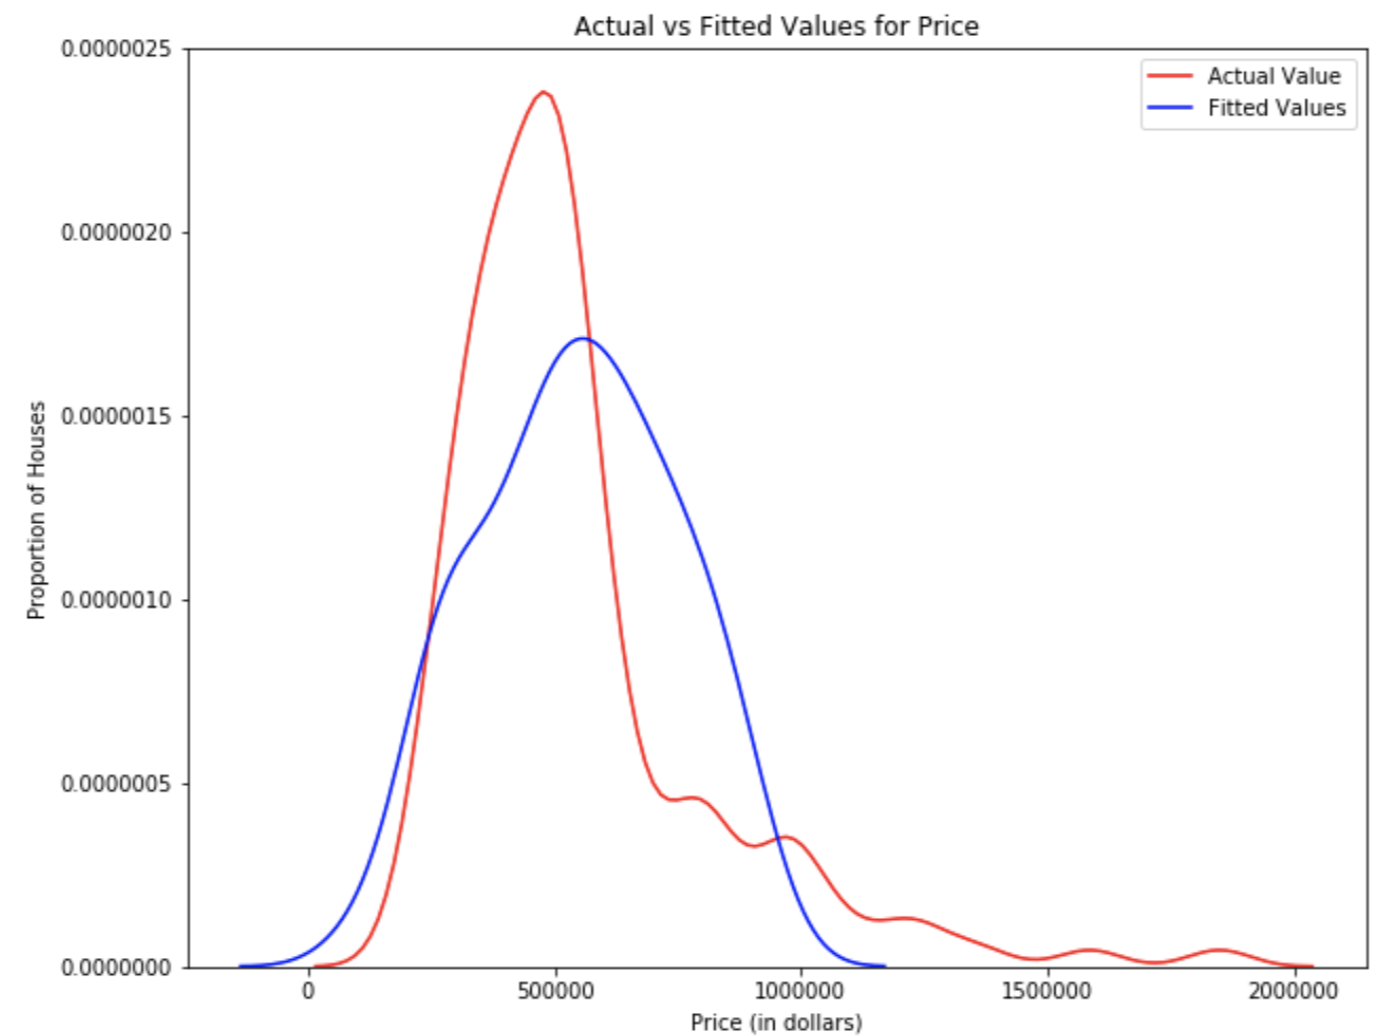 Actual vs Fitted Values for Price
0.0000025
0.0000020
0.0000015
0.0000010
0.0000005
0.0000000
Proportion of Houses
Actual Value
Fitted Values
0
500000
1000000
1500000
2000000
Price (in dollars)